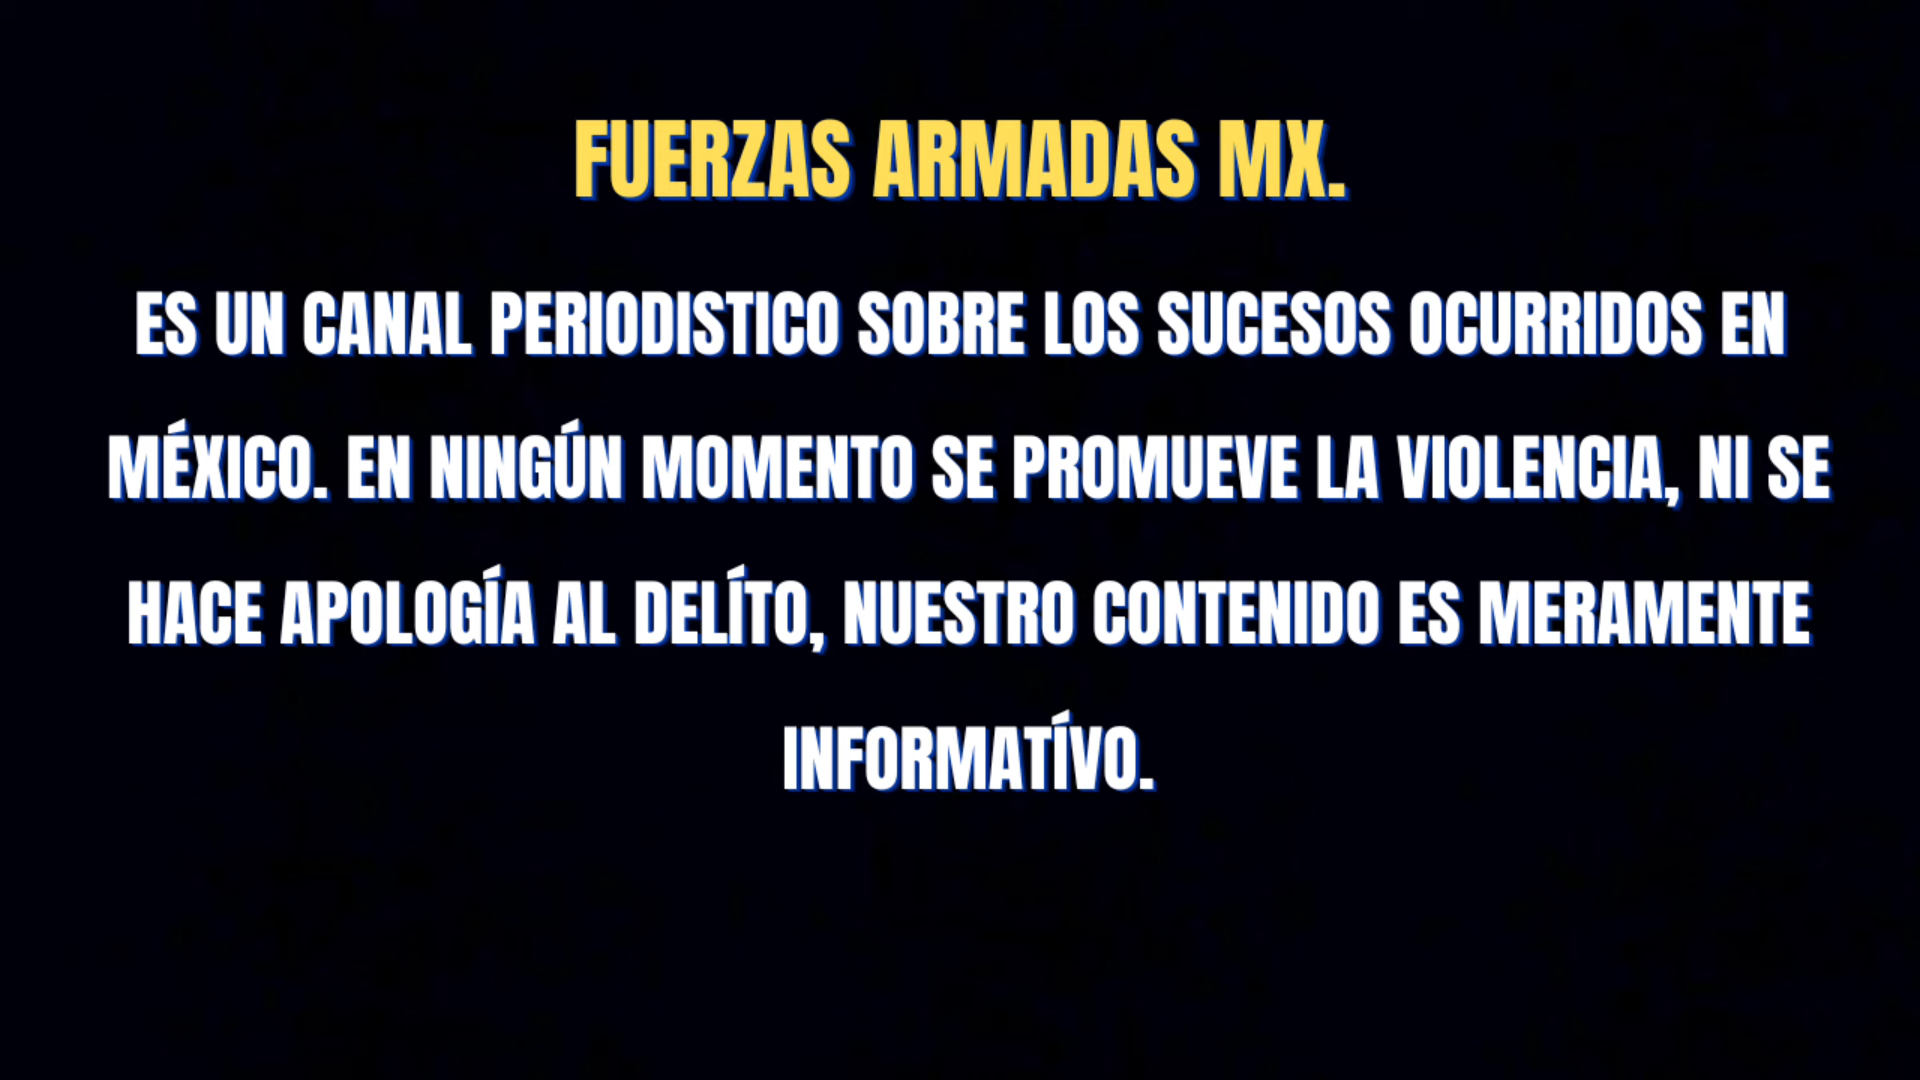 FUERZAS ARMADAS MX.
ES UN CANAL PERIODISTICO SOBRE LOS SUCESOS OCURRIDOS EN
MÉXICO. EN NINGÚN MOMENTO SE PROMUEVE LA VIOLENCIA, NI SE
HACE APOLOGÍA AL DELÍTO, NUESTRO CONTENIDO ES MERAMENTE
INFORMATÍVO.